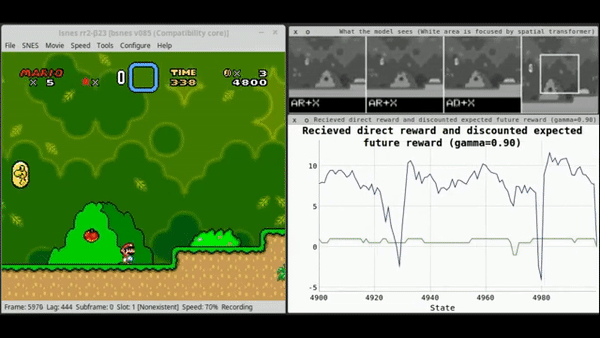 lsnes rr2-β23 [bsnes v085 (Compatibility core)]
File SNES Movie Speed Tools Configure Help
MARIO
x 5
x
0
TIME
338
x 3
4800
Frame: 5976 Lag: 444 Subframe: 0 Slot: 1 [Nonexistent] Speed: 70% Recording
x o What the model sees (White area is focused by spatial transformer)
AR+X
AR+X
AD+X
x o Recieved direct reward and discounted expected future reward (gamma=0.90)
Recieved direct reward and discounted expected
future reward (gamma=0.90)
10
5
0
-5
4900 4920 4940 4960 4980
State